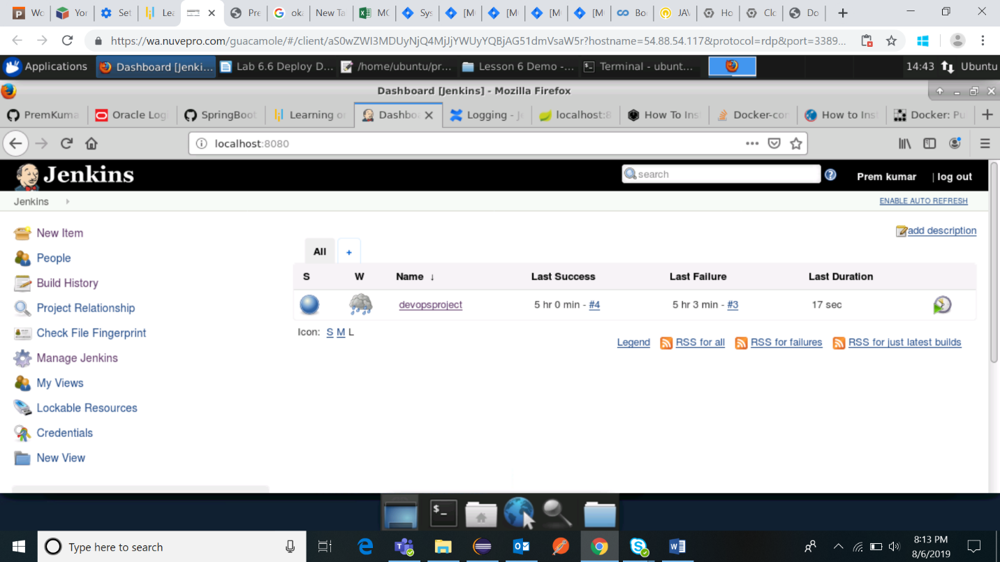 Wo
Yor
Set
Lea
Pre
oka
New Ta
MC
Sys
[M
[M
[M
[M
Bo
JAV
Ho
Clo
Do
https://wa.nuvepro.com/guacamole/#/client/aS0wZWI3MDUyNjQ4MjJjYWUyYQBjAG51dmVsaW5r?hostname=54.88.54.117&protocol=rdp&port=3389...
Applications
Dashboard [Jenki...
Lab 6.6 Deploy D...
/home/ubuntu/pr...
Lesson 6 Demo -...
Terminal - ubunt...
14:43
Ubuntu
Dashboard [Jenkins] - Mozilla Firefox
PremKuma
Oracle Log
SpringBoot
Learning or
Dashboa
Logging - Je
localhost:8
How To Ins
Docker-com
How to Inst
Docker: Pu
localhost:8080
Jenkins
search
Prem kumar
| log out
Jenkins
ENABLE AUTO REFRESH
New Item
add description
People
All
+
Build History
S W Name ↓ Last Success Last Failure Last Duration
Project Relationship
devopsproject 5 hr 0 min - #4 5 hr 3 min - #3 17 sec
Check File Fingerprint
Icon: S M L
Legend RSS for all RSS for failures RSS for just latest builds
Manage Jenkins
My Views
Lockable Resources
Credentials
New View
$_
Type here to search
8:13 PM
8/6/2019